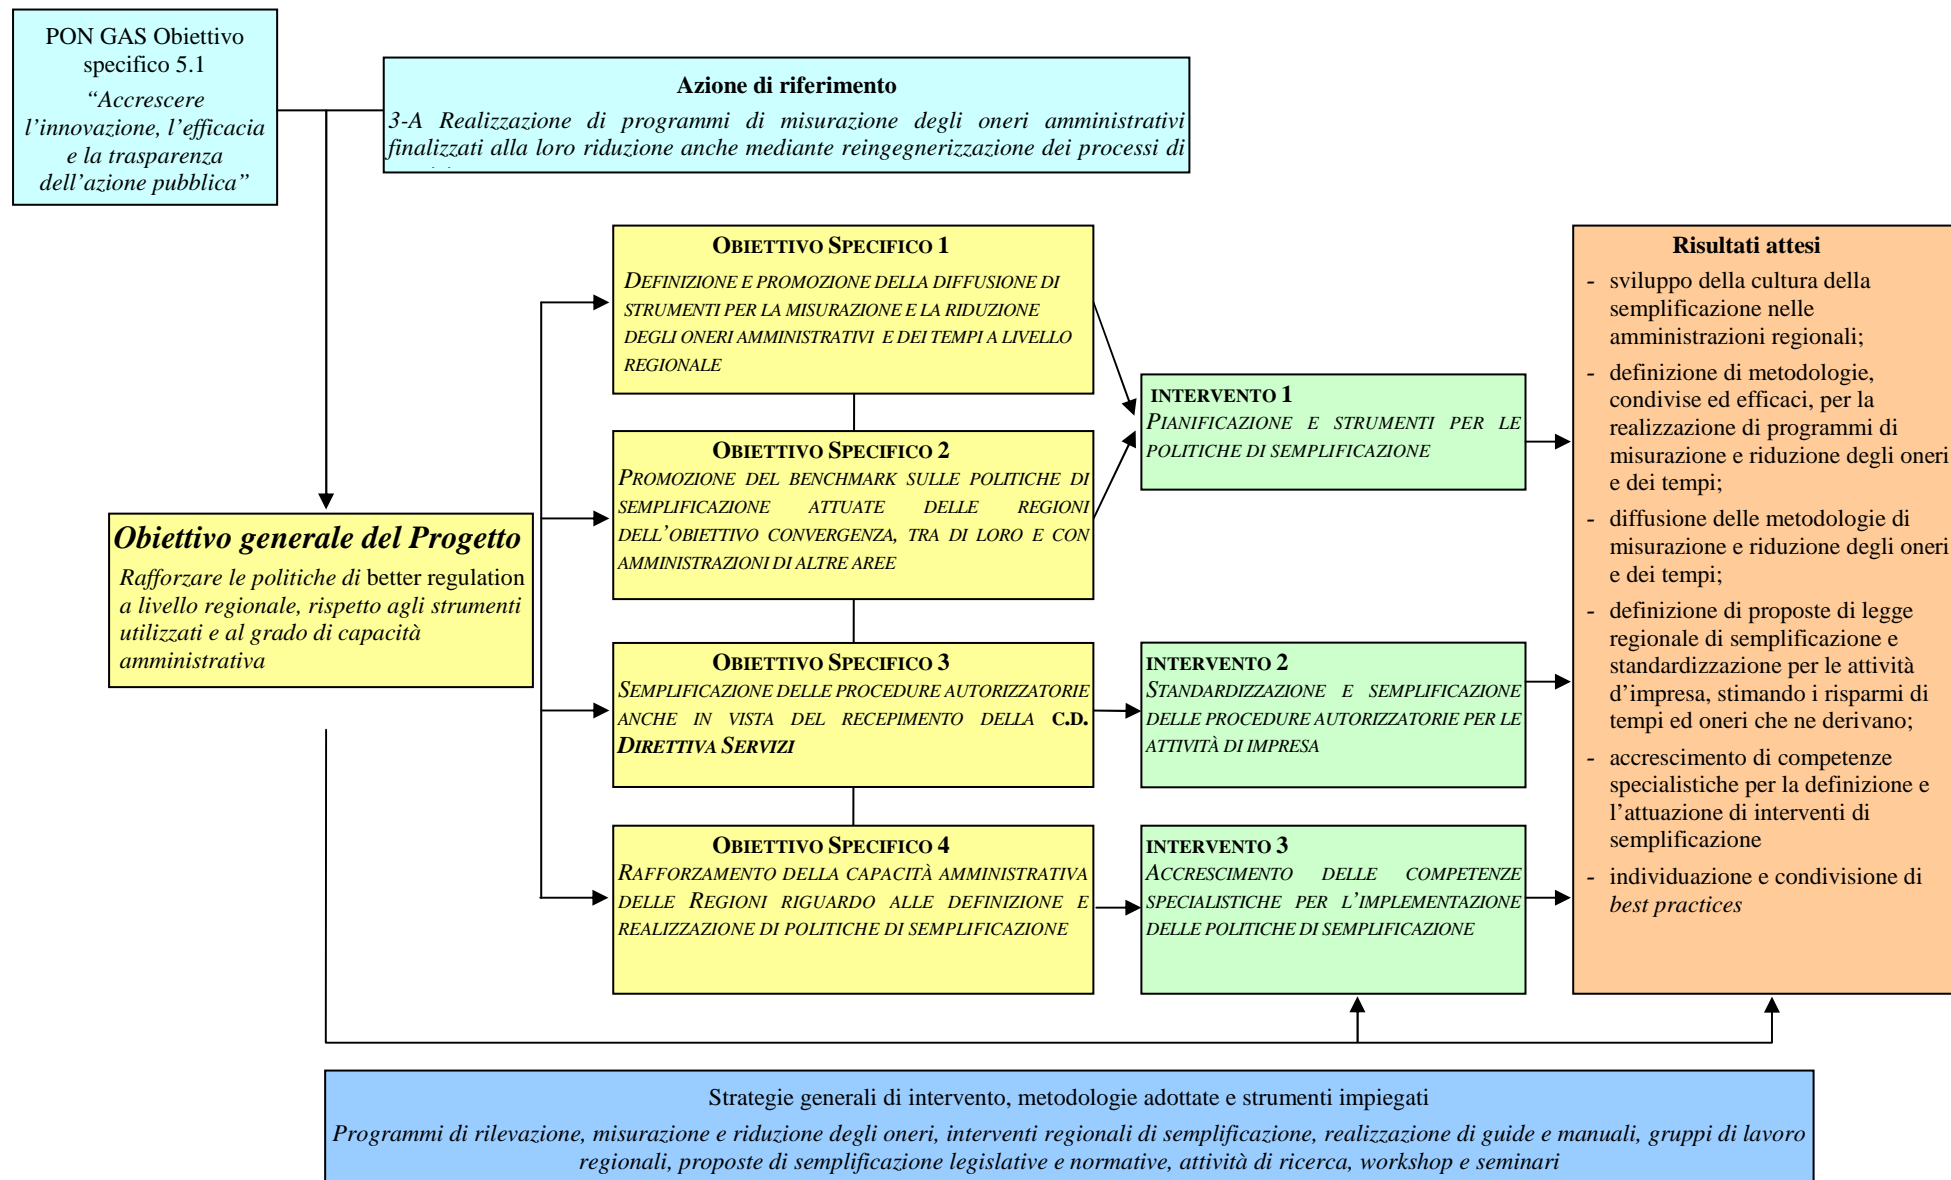 PON GAS Obiettivo
specifico 5.1
“Accrescere
l’innovazione, l’efficacia
e la trasparenza
dell’azione pubblica”
Azione di riferimento
3-A Realizzazione di programmi di misurazione degli oneri amministrativi
finalizzati alla loro riduzione anche mediante reingegnerizzazione dei processi di
Obiettivo generale del Progetto
Rafforzare le politiche di better regulation
a livello regionale, rispetto agli strumenti
utilizzati e al grado di capacità
amministrativa
OBIETTIVO SPECIFICO 1
DEFINIZIONE E PROMOZIONE DELLA DIFFUSIONE DI
STRUMENTI PER LA MISURAZIONE E LA RIDUZIONE
DEGLI ONERI AMMINISTRATIVI E DEI TEMPI A LIVELLO
REGIONALE
OBIETTIVO SPECIFICO 2
PROMOZIONE DEL BENCHMARK SULLE POLITICHE DI
SEMPLIFICAZIONE ATTUATE DELLE REGIONI
DELL’OBIETTIVO CONVERGENZA, TRA DI LORO E CON
AMMINISTRAZIONI DI ALTRE AREE
OBIETTIVO SPECIFICO 3
SEMPLIFICAZIONE DELLE PROCEDURE AUTORIZZATORIE
ANCHE IN VISTA DEL RECEPIMENTO DELLA C.D.
DIRETTIVA SERVIZI
OBIETTIVO SPECIFICO 4
RAFFORZAMENTO DELLA CAPACITÀ AMMINISTRATIVA
DELLE REGIONI RIGUARDO ALLE DEFINIZIONE E
REALIZZAZIONE DI POLITICHE DI SEMPLIFICAZIONE
INTERVENTO 1
PIANIFICAZIONE E STRUMENTI PER LE
POLITICHE DI SEMPLIFICAZIONE
INTERVENTO 2
STANDARDIZZAZIONE E SEMPLIFICAZIONE
DELLE PROCEDURE AUTORIZZATORIE PER LE
ATTIVITÀ DI IMPRESA
INTERVENTO 3
ACCRESCIMENTO DELLE COMPETENZE
SPECIALISTICHE PER L’IMPLEMENTAZIONE
DELLE POLITICHE DI SEMPLIFICAZIONE
Risultati attesi
- sviluppo della cultura della
semplificazione nelle
amministrazioni regionali;
- definizione di metodologie,
condivise ed efficaci, per la
realizzazione di programmi di
misurazione e riduzione degli oneri
e dei tempi;
- diffusione delle metodologie di
misurazione e riduzione degli oneri
e dei tempi;
- definizione di proposte di legge
regionale di semplificazione e
standardizzazione per le attività
d’impresa, stimando i risparmi di
tempi ed oneri che ne derivano;
- accrescimento di competenze
specialistiche per la definizione e
l’attuazione di interventi di
semplificazione
- individuazione e condivisione di
best practices
Strategie generali di intervento, metodologie adottate e strumenti impiegati
Programmi di rilevazione, misurazione e riduzione degli oneri, interventi regionali di semplificazione, realizzazione di guide e manuali, gruppi di lavoro
regionali, proposte di semplificazione legislative e normative, attività di ricerca, workshop e seminari